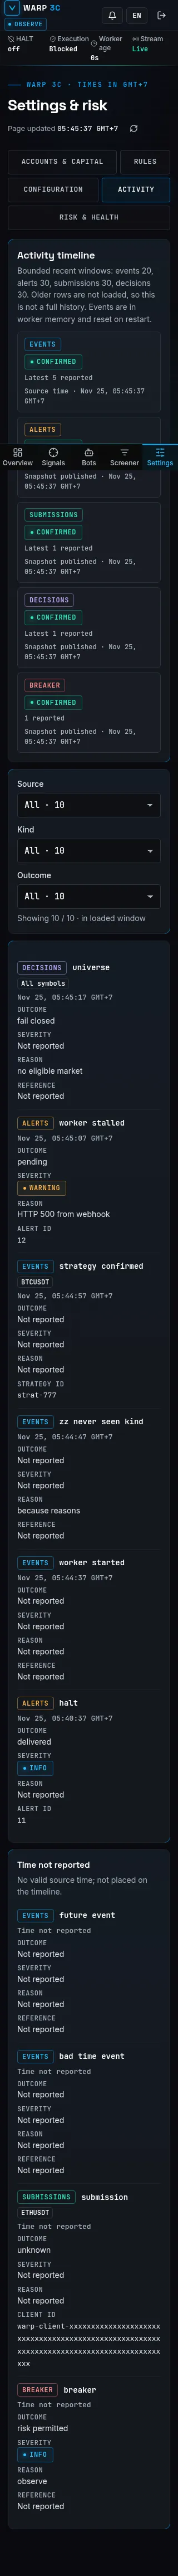 WARP 3C
EN
OBSERVE
HALT
off
Execution
Blocked
Worker age
0s
Stream
Live
WARP 3C · TIMES IN GMT+7
Settings & risk
Page updated 05:45:37 GMT+7
ACCOUNTS & CAPITAL
RULES
CONFIGURATION
ACTIVITY
RISK & HEALTH
Activity timeline
Bounded recent windows: events 20,
alerts 30, submissions 30, decisions
30. Older rows are not loaded, so this
is not a full history. Events are in
worker memory and reset on restart.
EVENTS
CONFIRMED
Latest 5 reported
Source time · Nov 25, 05:45:37
GMT+7
ALERTS
Overview
Signals
Bots
Screener
Settings
Snapshot published · Nov 25,
05:45:37 GMT+7
SUBMISSIONS
CONFIRMED
Latest 1 reported
Snapshot published · Nov 25,
05:45:37 GMT+7
DECISIONS
CONFIRMED
Latest 1 reported
Snapshot published · Nov 25,
05:45:37 GMT+7
BREAKER
CONFIRMED
1 reported
Snapshot published · Nov 25,
05:45:37 GMT+7
Source
All · 10
Kind
All · 10
Outcome
All · 10
Showing 10 / 10 · in loaded window
DECISIONS universe
All symbols
Nov 25, 05:45:17 GMT+7
OUTCOME
fail closed
SEVERITY
Not reported
REASON
no eligible market
REFERENCE
Not reported
ALERTS worker stalled
Nov 25, 05:45:07 GMT+7
OUTCOME
pending
SEVERITY
WARNING
REASON
HTTP 500 from webhook
ALERT ID
12
EVENTS strategy confirmed
BTCUSDT
Nov 25, 05:44:57 GMT+7
OUTCOME
Not reported
SEVERITY
Not reported
REASON
Not reported
STRATEGY ID
strat-777
EVENTS zz never seen kind
Nov 25, 05:44:47 GMT+7
OUTCOME
Not reported
SEVERITY
Not reported
REASON
because reasons
REFERENCE
Not reported
EVENTS worker started
Nov 25, 05:44:37 GMT+7
OUTCOME
Not reported
SEVERITY
Not reported
REASON
Not reported
REFERENCE
Not reported
ALERTS halt
Nov 25, 05:40:37 GMT+7
OUTCOME
delivered
SEVERITY
INFO
REASON
Not reported
ALERT ID
11
Time not reported
No valid source time; not placed on
the timeline.
EVENTS future event
Time not reported
OUTCOME
Not reported
SEVERITY
Not reported
REASON
Not reported
REFERENCE
Not reported
EVENTS bad time event
Time not reported
OUTCOME
Not reported
SEVERITY
Not reported
REASON
Not reported
REFERENCE
Not reported
SUBMISSIONS submission
ETHUSDT
Time not reported
OUTCOME
unknown
SEVERITY
Not reported
REASON
Not reported
CLIENT ID
warp-client-xxxxxxxxxxxxxxxxxxxxx
xxxxxxxxxxxxxxxxxxxxxxxxxxxxxxxxx
xxxxxxxxxxxxxxxxxxxxxxxxxxxxxxxxx
xxx
BREAKER breaker
Time not reported
OUTCOME
risk permitted
SEVERITY
INFO
REASON
observe
REFERENCE
Not reported